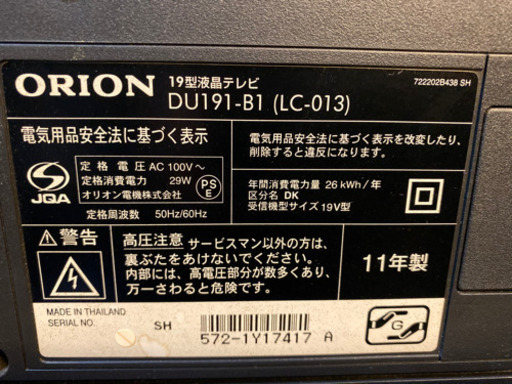 ORION
19型液晶テレビ
DU191-B1 (LC-013)
722202B438 SH
電気用品安全法に基づく表示
電気用品安全法に基づく表示を改変したり、
削除すると違反になります。
JQA
定格電圧 AC 100V〜
定格消費電力 29W
オリオン電機株式会社
定格周波数 50Hz/60Hz
PS
E
年間消費電力量 26 kWh/年
区分名 DK
受信機型サイズ 19V型
警告
高圧注意 サービスマン以外の方は、
裏ぶたをあけないでください。
内部には、高電圧部分が数多くあり、
万一さわると危険です。
11年製
MADE IN THAILAND
SERIAL NO.
SH
572-1Y17417 A
G